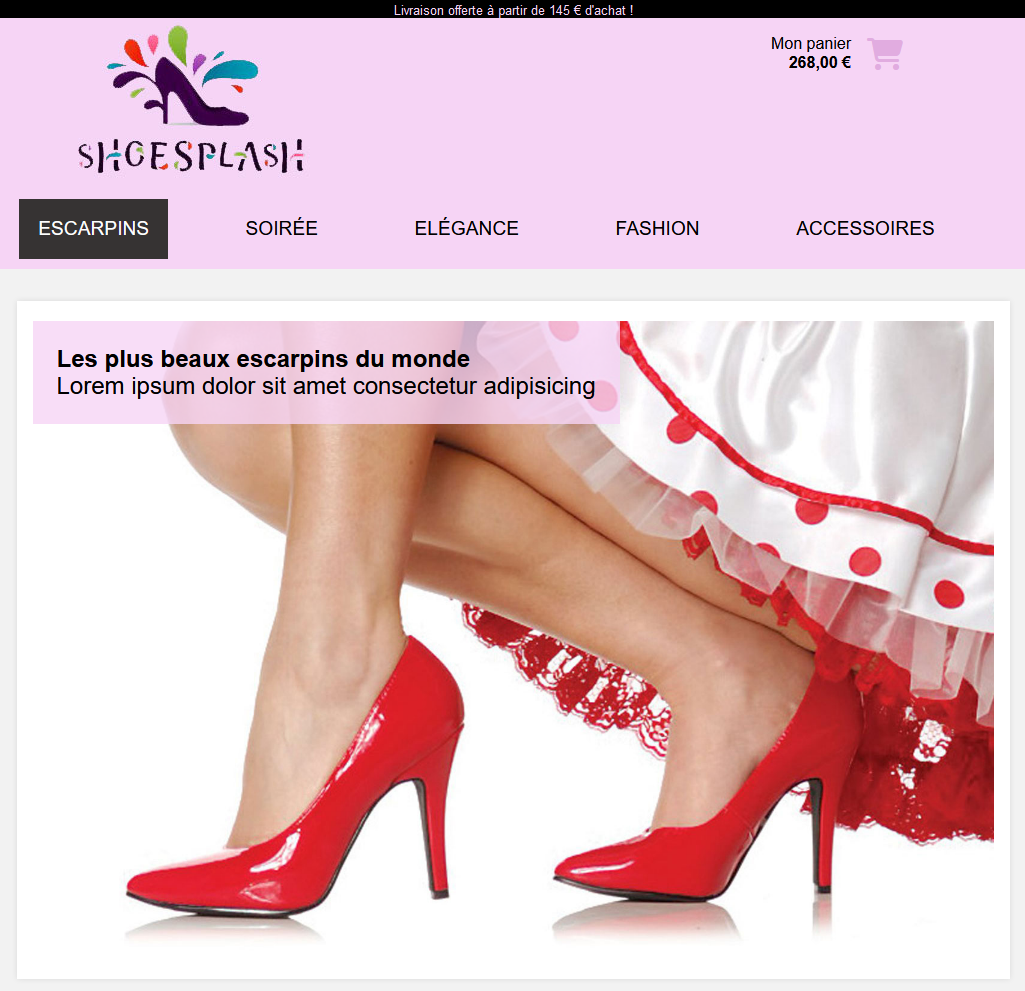 Livraison offerte à partir de 145 € d'achat !
SHOESPLASH
Mon panier
268,00 €
ESCARPINS
SOIRÉE
ELÉGANCE
FASHION
ACCESSOIRES
Les plus beaux escarpins du monde
Lorem ipsum dolor sit amet consectetur adipisicing